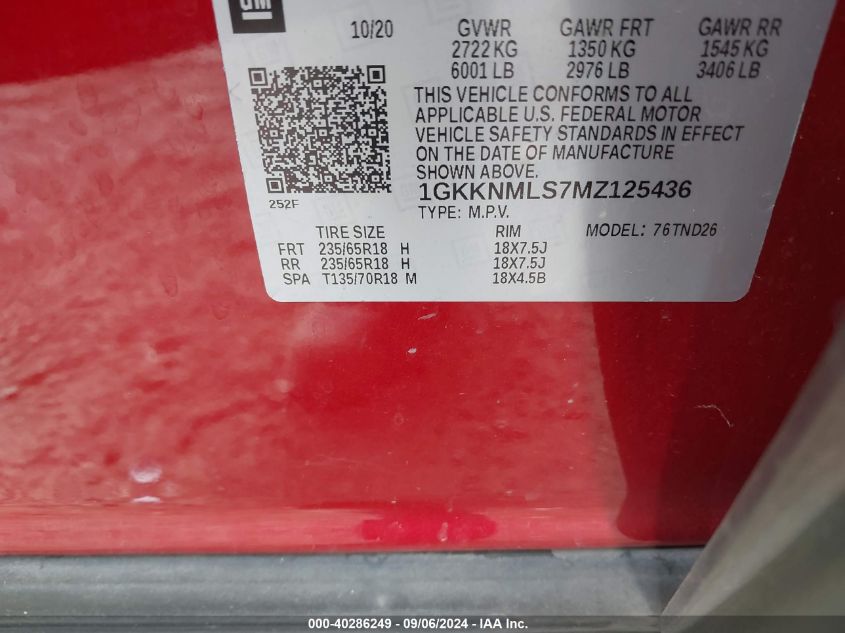 GM
10/20 GVWR GAWR FRT GAWR RR
2722 KG 1350 KG 1545 KG
6001 LB 2976 LB 3406 LB
THIS VEHICLE CONFORMS TO ALL
APPLICABLE U.S. FEDERAL MOTOR
VEHICLE SAFETY STANDARDS IN EFFECT
ON THE DATE OF MANUFACTURE
SHOWN ABOVE.
252F 1GKKNMLS7MZ125436
TYPE: M.P.V.
TIRE SIZE RIM MODEL: 76TND26
FRT 235/65R18 H 18X7.5J
RR 235/65R18 H 18X7.5J
SPA T135/70R18 M 18X4.5B
000-40286249 - 09/06/2024 - IAA Inc.